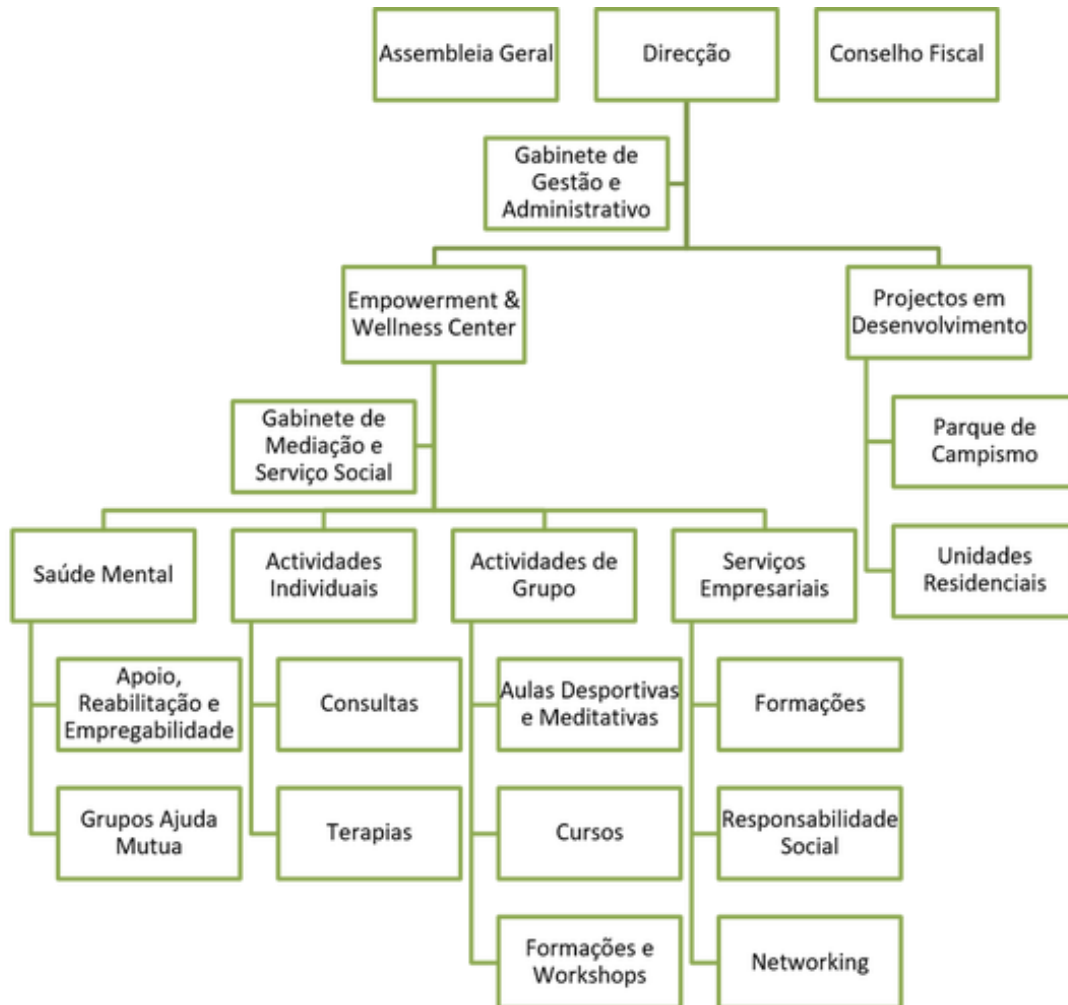 Assembleia Geral
Direcção
Conselho Fiscal
Gabinete de
Gestão e
Administrativo
Empowerment &
Wellness Center
Projectos em
Desenvolvimento
Gabinete de
Mediação e
Serviço Social
Parque de
Campismo
Saúde Mental
Actividades
Individuais
Actividades de
Grupo
Serviços
Empresariais
Unidades
Residenciais
Apoio,
Reabilitação e
Empregabilidade
Consultas
Aulas Desportivas
e Meditativas
Formações
Grupos Ajuda
Mutua
Terapias
Cursos
Responsabilidade
Social
Formações e
Workshops
Networking